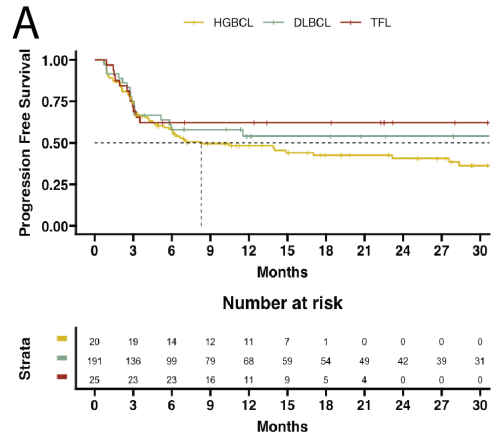 A
HGBCL DLBCL TFL
Progression Free Survival
1.00
0.75
0.50
0.25
0.00
0 3 6 9 12 15 18 21 24 27 30
Months
Number at risk
Strata
20 19 14 12 11 7 1 0 0 0 0
191 136 99 79 68 59 54 49 42 39 31
25 23 23 16 11 9 5 4 0 0 0
0 3 6 9 12 15 18 21 24 27 30
Months